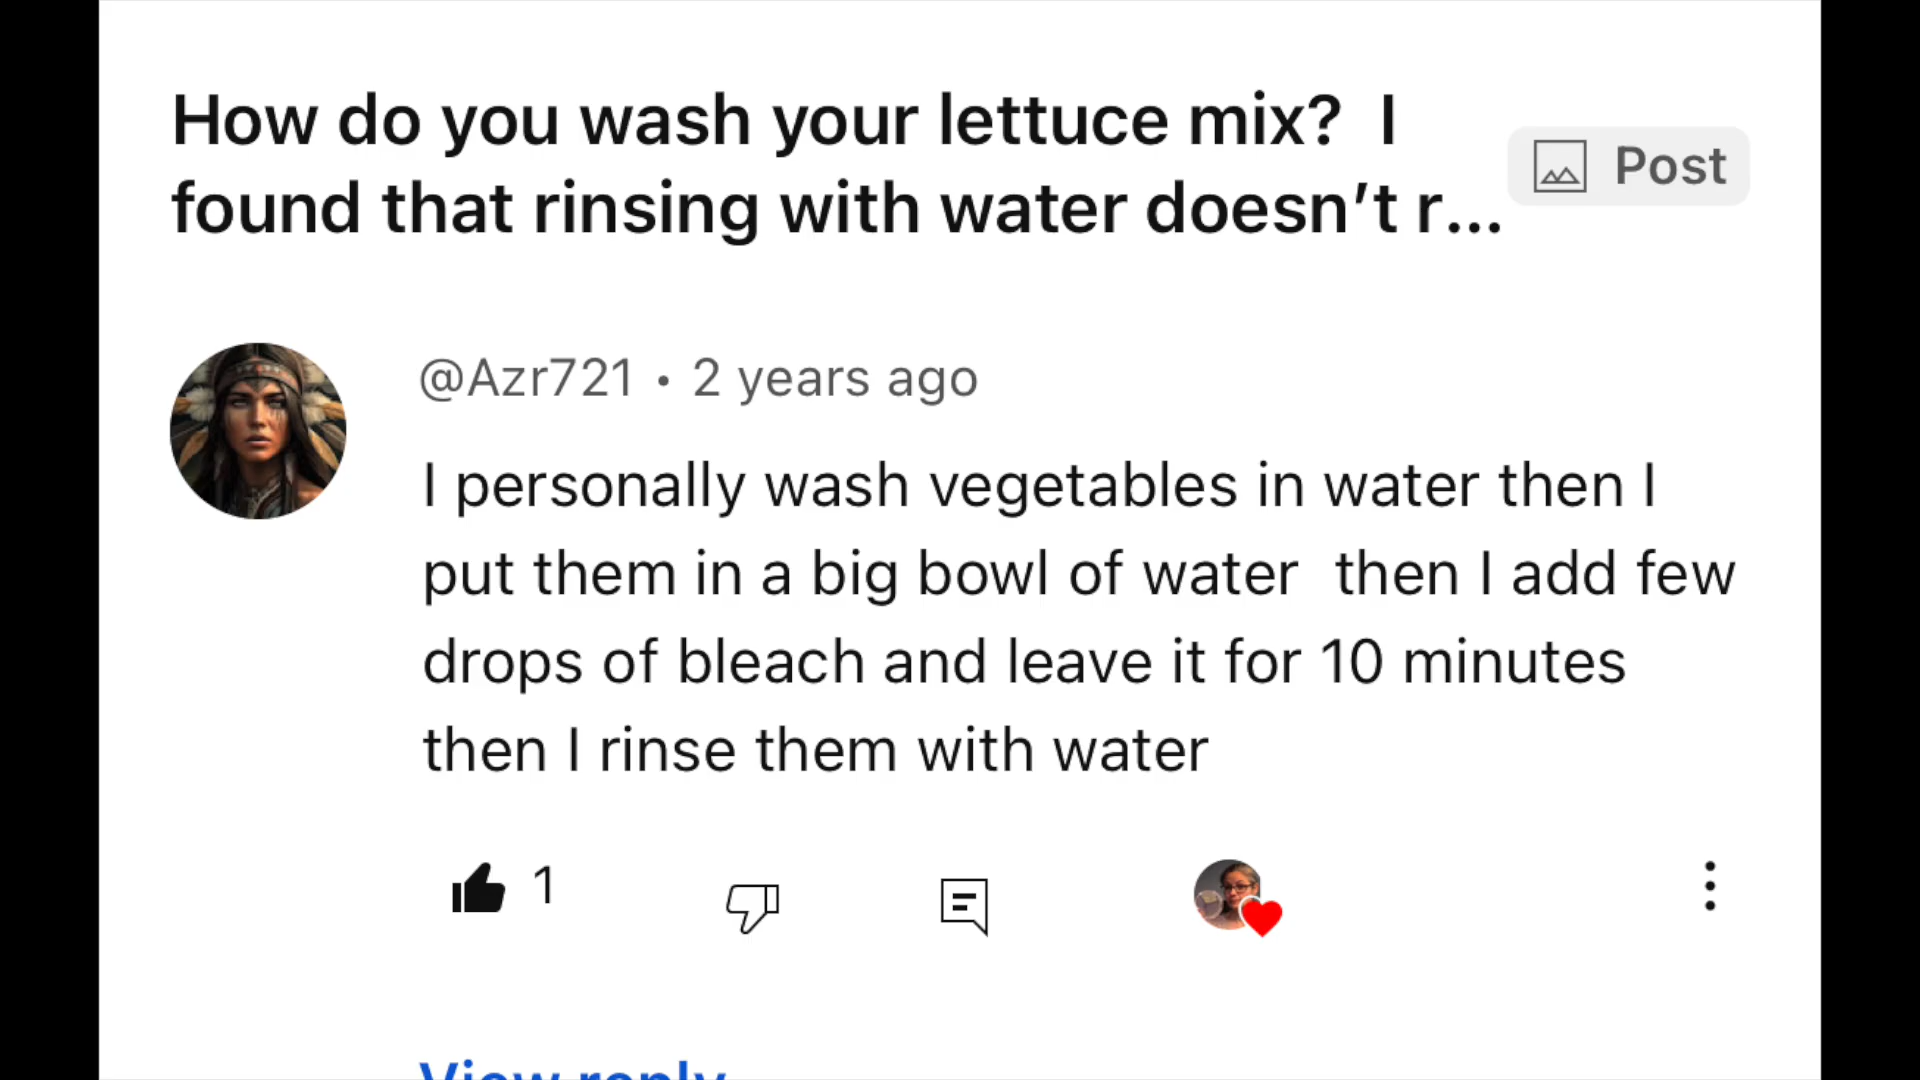 How do you wash your lettuce mix?  I
found that rinsing with water doesn’t r...
Post
@Azr721 • 2 years ago
I personally wash vegetables in water then I
put them in a big bowl of water  then I add few
drops of bleach and leave it for 10 minutes
then I rinse them with water
1
View reply